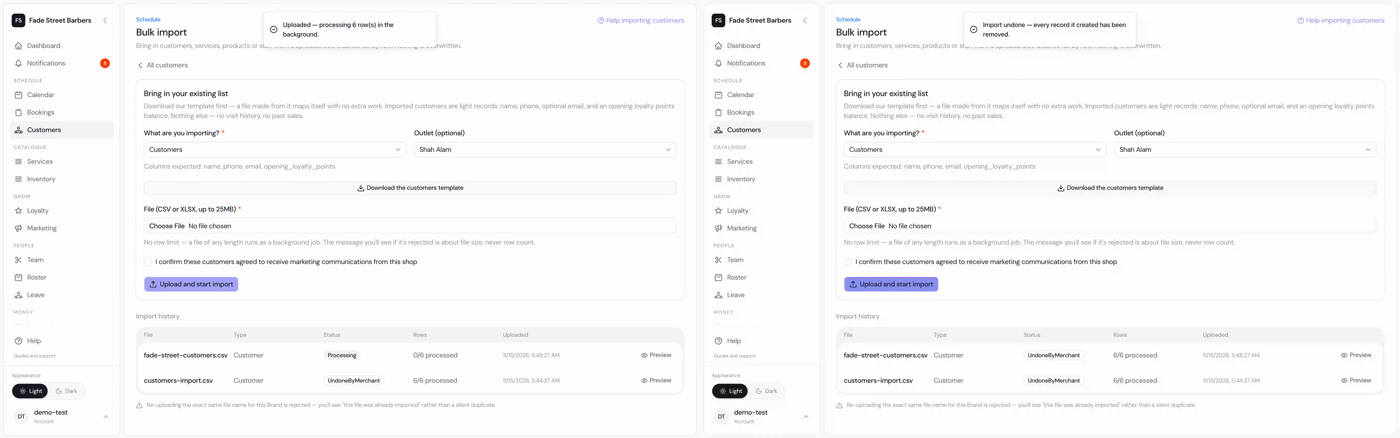 FS Fade Street Barbers
Dashboard
Notifications 5
SCHEDULE
Calendar
Bookings
Customers
CATALOGUE
Services
Inventory
GROW
Loyalty
Marketing
PEOPLE
Team
Roster
Leave
MONEY
Help
Guides and support
Appearance
Light Dark
DT demo-test
Account
Schedule
Bulk import
Uploaded — processing 6 row(s) in the
background.
Help importing customers
Bring in customers, services, products or
All customers
Bring in your existing list
Download our template first — a file made from it maps itself with no extra work. Imported customers are light records: name, phone, optional email, and an opening loyalty points
balance. Nothing else — no visit history, no past sales.
What are you importing? * Outlet (optional)
Customers Shah Alam
Columns expected: name, phone, email, opening_loyalty_points
Download the customers template
File (CSV or XLSX, up to 25MB) *
Choose File No file chosen
No row limit — a file of any length runs as a background job. The message you'll see if it's rejected is about file size, never row count.
I confirm these customers agreed to receive marketing communications from this shop
Upload and start import
Import history
File Type Status Rows Uploaded
fade-street-customers.csv Customer Processing 0/6 processed 11/15/2026, 5:48:27 AM Preview
customers-import.csv Customer UndoneByMerchant 6/6 processed 11/15/2026, 5:44:37 AM Preview
Re-uploading the exact same file name for this Brand is rejected — you'll see "this file was already imported" rather than a silent duplicate.
FS Fade Street Barbers
Dashboard
Notifications 5
SCHEDULE
Calendar
Bookings
Customers
CATALOGUE
Services
Inventory
GROW
Loyalty
Marketing
PEOPLE
Team
Roster
Leave
MONEY
Help
Guides and support
Appearance
Light Dark
DT demo-test
Account
Schedule
Bulk import
Import undone — every record it created has been
removed.
Help importing customers
Bring in customers, services, products or
All customers
Bring in your existing list
Download our template first — a file made from it maps itself with no extra work. Imported customers are light records: name, phone, optional email, and an opening loyalty points
balance. Nothing else — no visit history, no past sales.
What are you importing? * Outlet (optional)
Customers Shah Alam
Columns expected: name, phone, email, opening_loyalty_points
Download the customers template
File (CSV or XLSX, up to 25MB) *
Choose File No file chosen
No row limit — a file of any length runs as a background job. The message you'll see if it's rejected is about file size, never row count.
I confirm these customers agreed to receive marketing communications from this shop
Upload and start import
Import history
File Type Status Rows Uploaded
fade-street-customers.csv Customer UndoneByMerchant 6/6 processed 11/15/2026, 5:48:27 AM Preview
customers-import.csv Customer UndoneByMerchant 6/6 processed 11/15/2026, 5:44:37 AM Preview
Re-uploading the exact same file name for this Brand is rejected — you'll see "this file was already imported" rather than a silent duplicate.